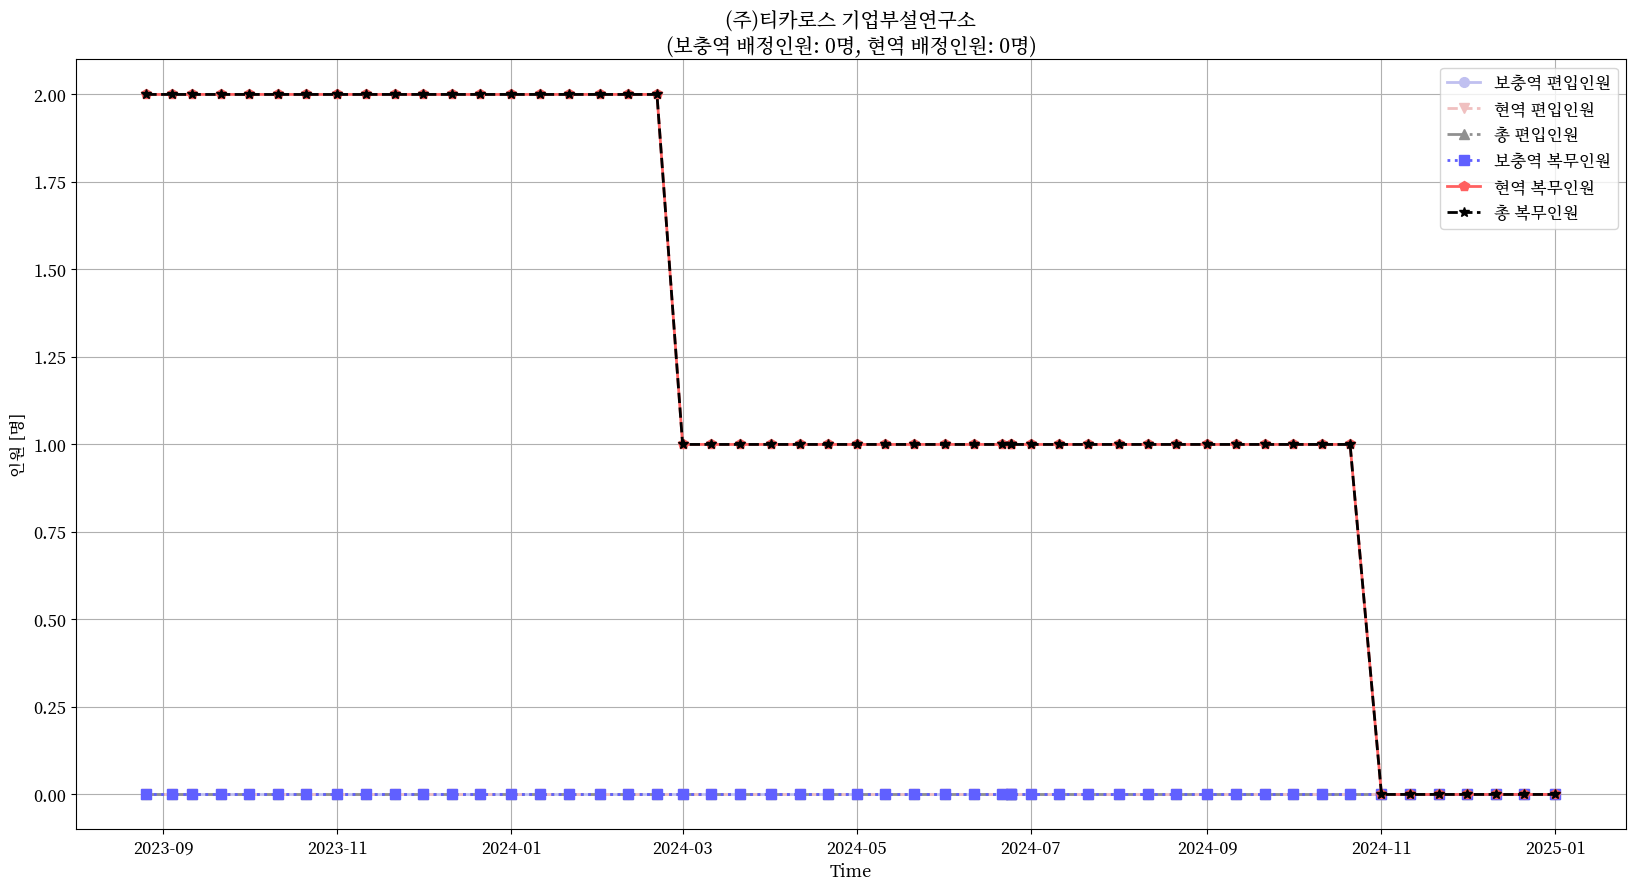 (주)티카로스 기업부설연구소
(보충역 배정인원: 0명, 현역 배정인원: 0명)
보충역 편입인원
현역 편입인원
총 편입인원
보충역 복무인원
현역 복무인원
총 복무인원
인원 [명]
2.00
1.75
1.50
1.25
1.00
0.75
0.50
0.25
0.00
2023-09
2023-11
2024-01
2024-03
2024-05
2024-07
2024-09
2024-11
2025-01
Time